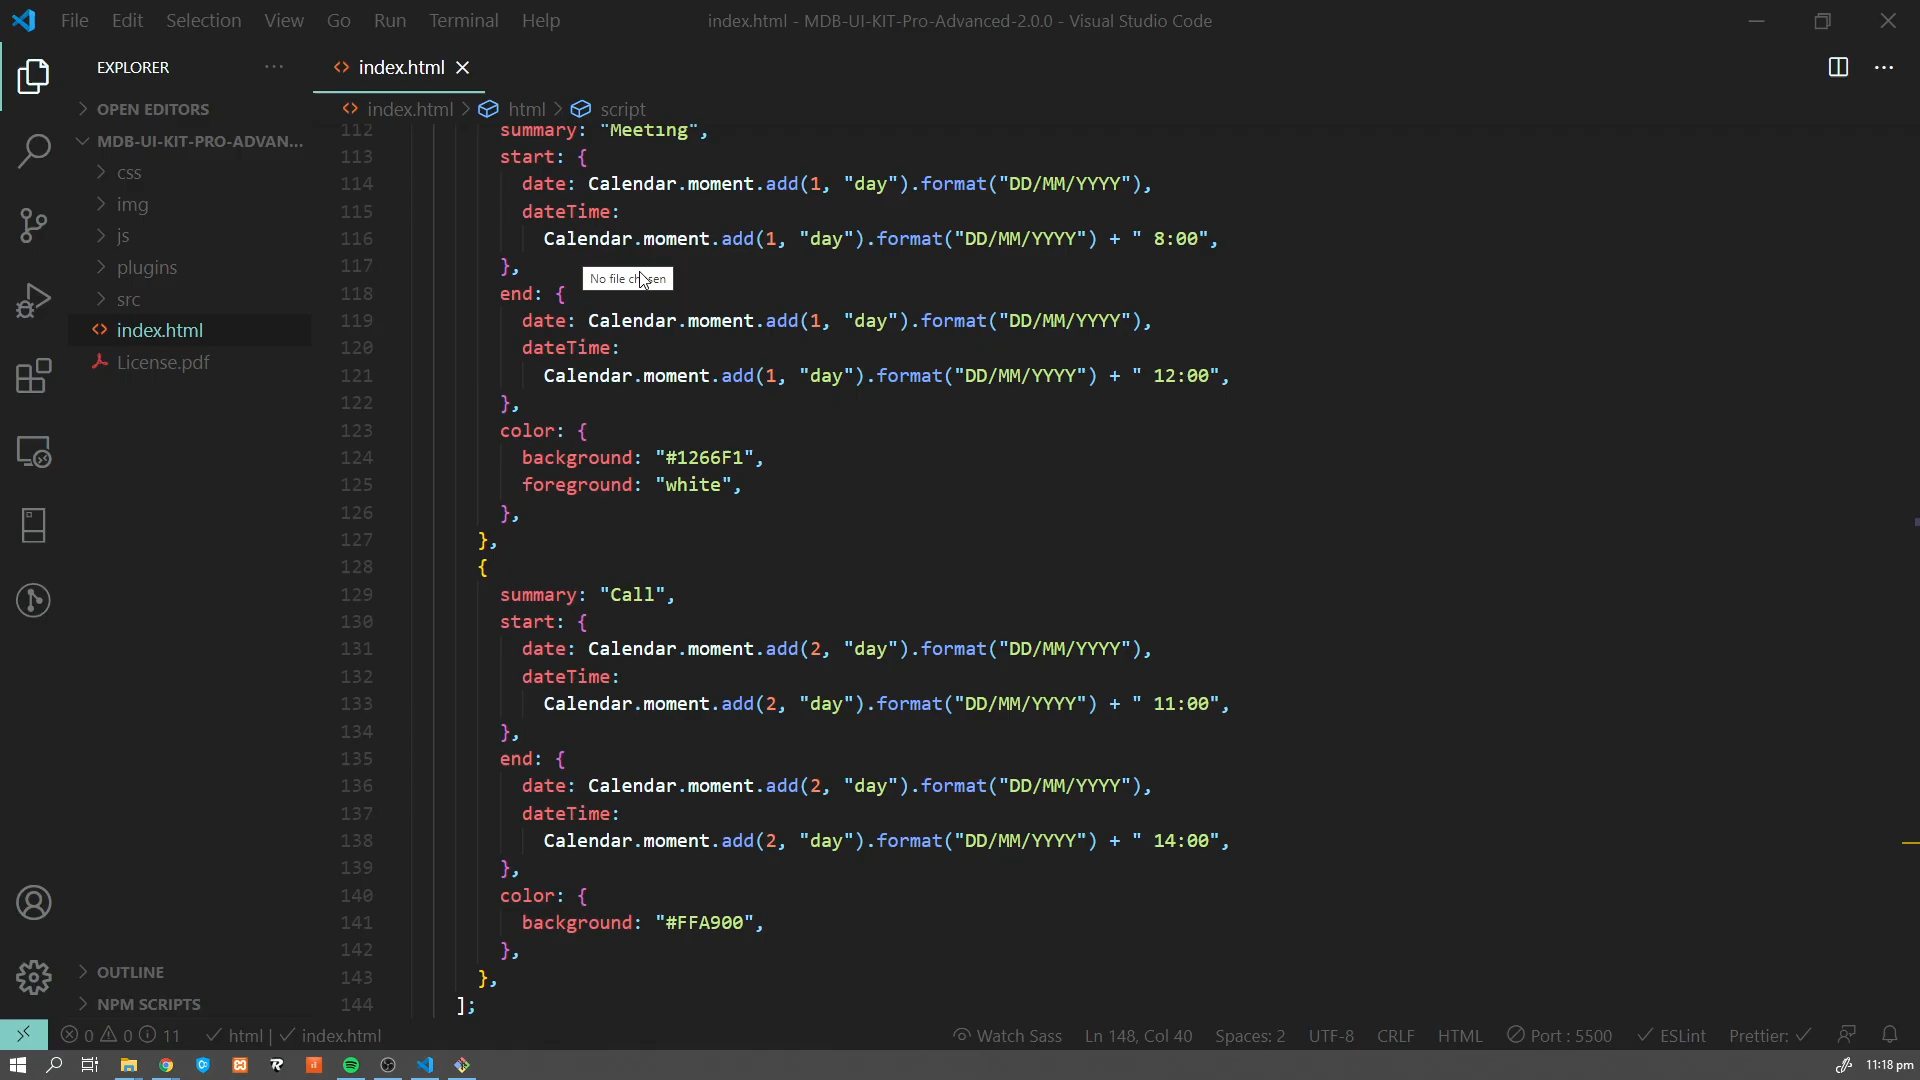 File Edit Selection View Go Run Terminal Help
index.html - MDB-UI-KIT-Pro-Advanced-2.0.0 - Visual Studio Code
EXPLORER
OPEN EDITORS
MDB-UI-KIT-PRO-ADVAN...
css
img
js
plugins
src
index.html
License.pdf
OUTLINE
NPM SCRIPTS
index.html
index.html > html > script
112 summary: "Meeting",
113 start: {
114 date: Calendar.moment.add(1, "day").format("DD/MM/YYYY"),
115 dateTime:
116 Calendar.moment.add(1, "day").format("DD/MM/YYYY") + " 8:00",
117 },
No file chosen
118 end: {
119 date: Calendar.moment.add(1, "day").format("DD/MM/YYYY"),
120 dateTime:
121 Calendar.moment.add(1, "day").format("DD/MM/YYYY") + " 12:00",
122 },
123 color: {
124 background: "#1266F1",
125 foreground: "white",
126 },
127 },
128 {
129 summary: "Call",
130 start: {
131 date: Calendar.moment.add(2, "day").format("DD/MM/YYYY"),
132 dateTime:
133 Calendar.moment.add(2, "day").format("DD/MM/YYYY") + " 11:00",
134 },
135 end: {
136 date: Calendar.moment.add(2, "day").format("DD/MM/YYYY"),
137 dateTime:
138 Calendar.moment.add(2, "day").format("DD/MM/YYYY") + " 14:00",
139 },
140 color: {
141 background: "#FFA900",
142 },
143 },
144 ];
0 0 11 html | index.html Watch Sass Ln 148, Col 40 Spaces: 2 UTF-8 CRLF HTML Port : 5500 ESLint Prettier:
11:18 pm